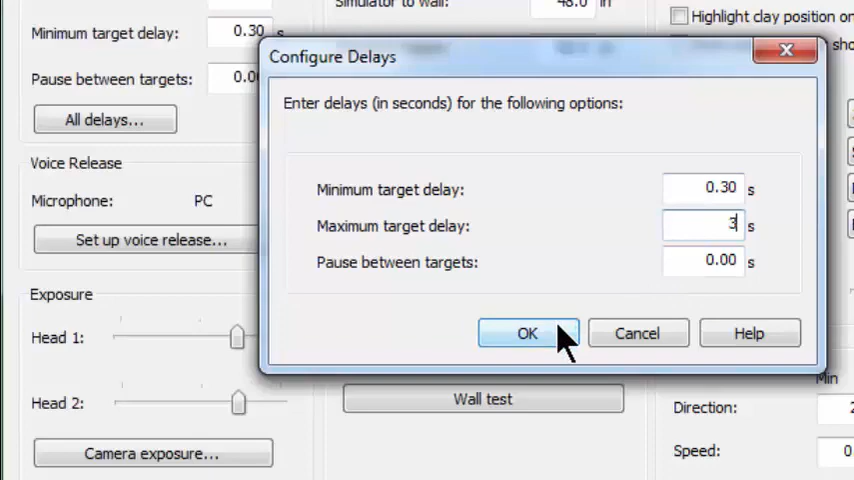 Simulator to wall: 48.0 in
Highlight clay position on
Minimum target delay: 0.30 s
Pause between targets: 0.00
All delays...
Voice Release
Microphone: PC
Set up voice release...
Exposure
Head 1:
Head 2:
Camera exposure...
Configure Delays
Enter delays (in seconds) for the following options:
Minimum target delay: 0.30 s
Maximum target delay: 3 s
Pause between targets: 0.00 s
OK Cancel Help
Wall test
Min
Direction: 2
Speed: 0